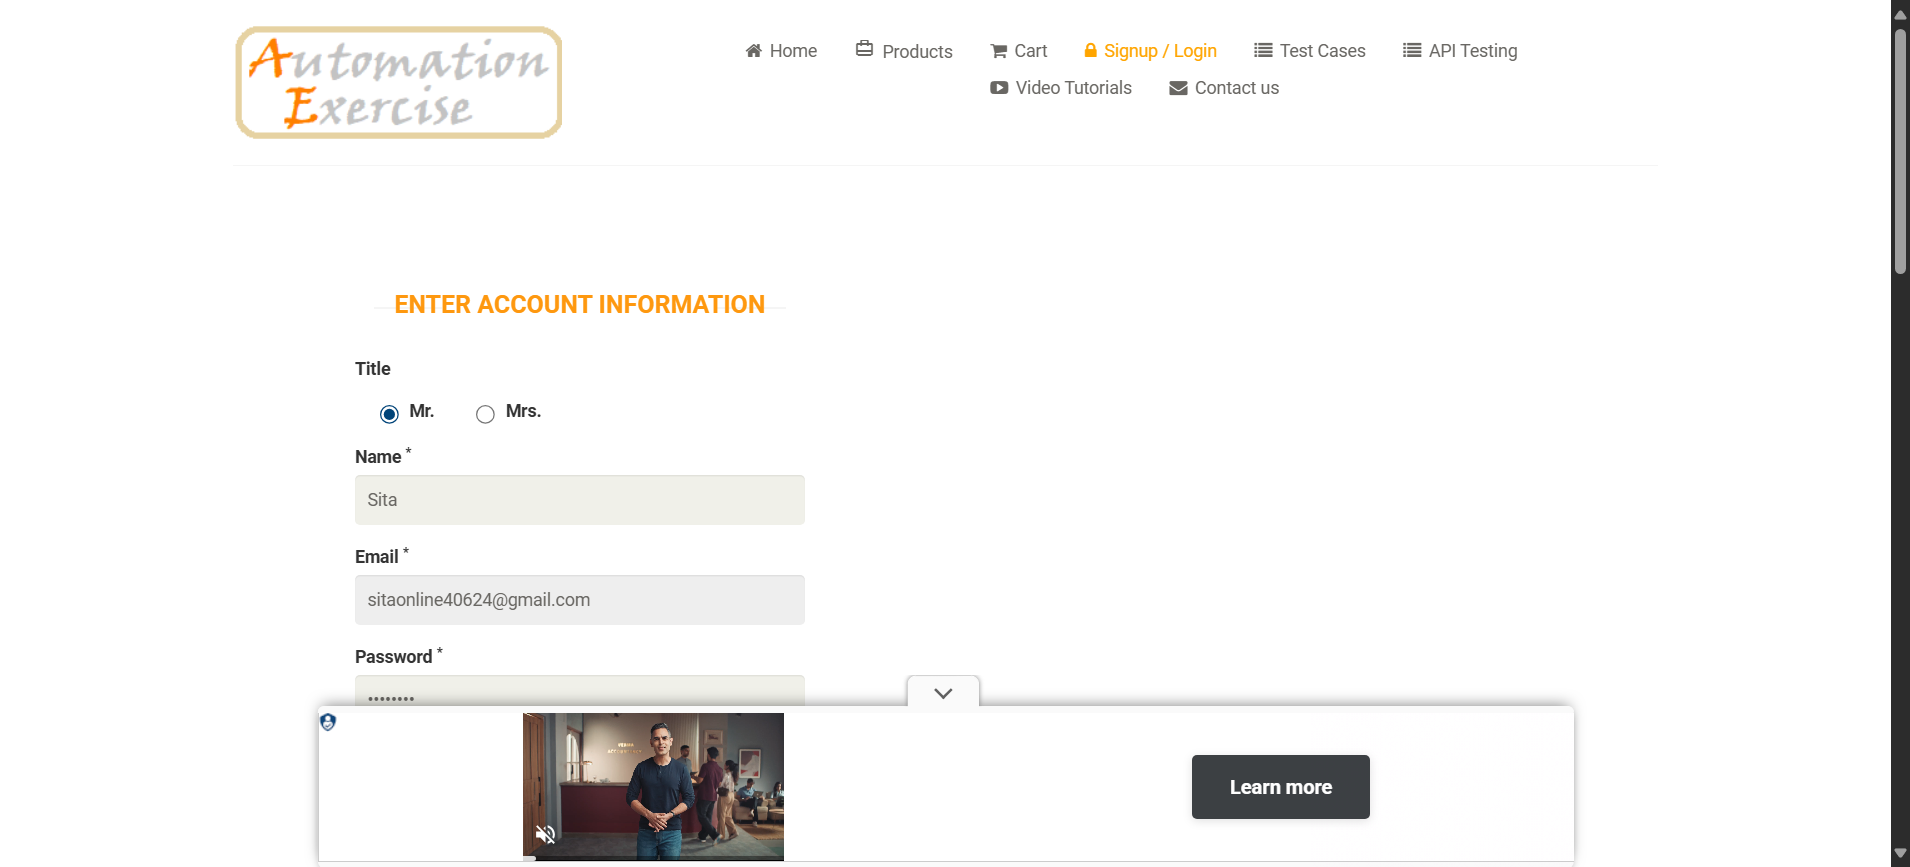 Automation
Exercise
Home
Products
Cart
Signup / Login
Test Cases
API Testing
Video Tutorials
Contact us
ENTER ACCOUNT INFORMATION
Title
Mr.
Mrs.
Name *
Sita
Email *
sitaonline40624@gmail.com
Password *
••••••••
Learn more